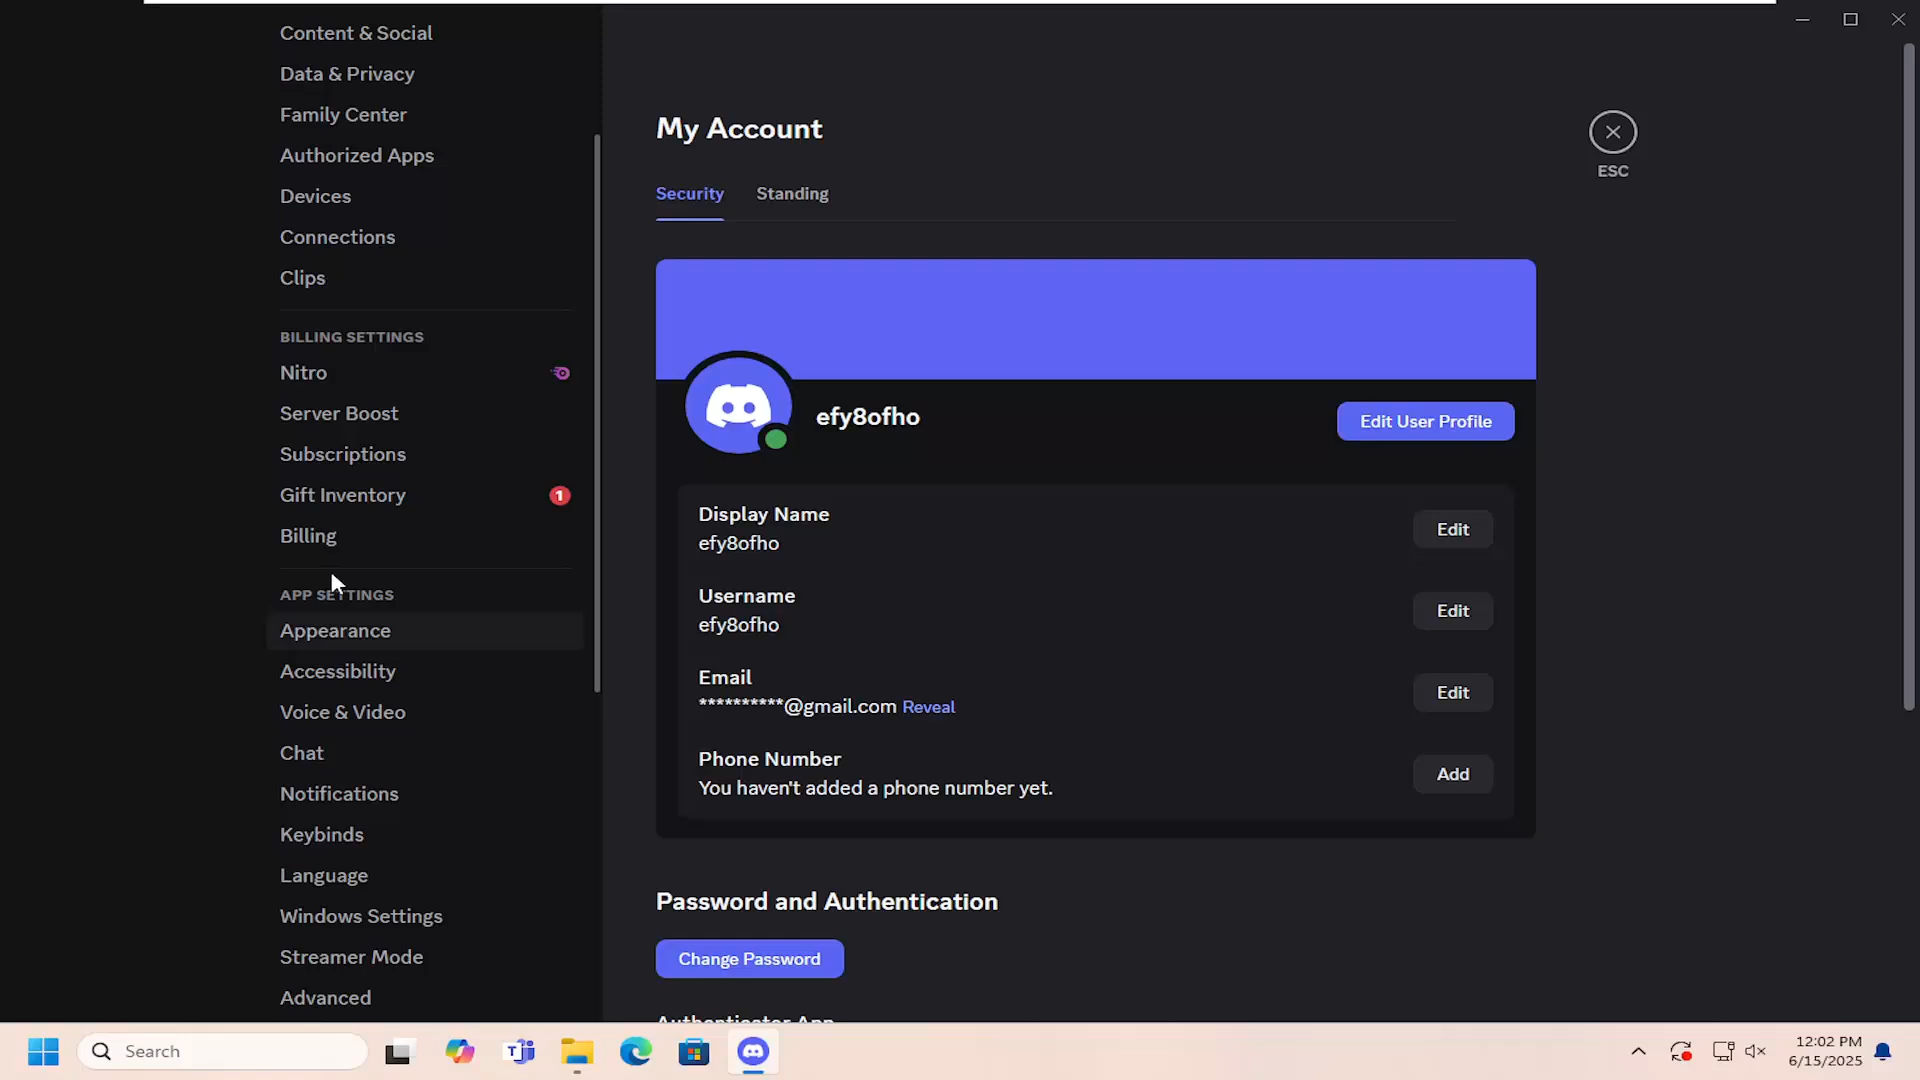 Content & Social
Data & Privacy
Family Center
Authorized Apps
Devices
Connections
Clips
BILLING SETTINGS
Nitro
Server Boost
Subscriptions
Gift Inventory
1
Billing
APP SETTINGS
Appearance
Accessibility
Voice & Video
Chat
Notifications
Keybinds
Language
Windows Settings
Streamer Mode
Advanced
My Account
ESC
Security Standing
efy8ofho
Edit User Profile
Display Name
efy8ofho
Edit
Username
efy8ofho
Edit
Email
**********@gmail.com Reveal
Edit
Phone Number
You haven't added a phone number yet.
Add
Password and Authentication
Change Password
Authenticator App
Search
T
12:02 PM
6/15/2025